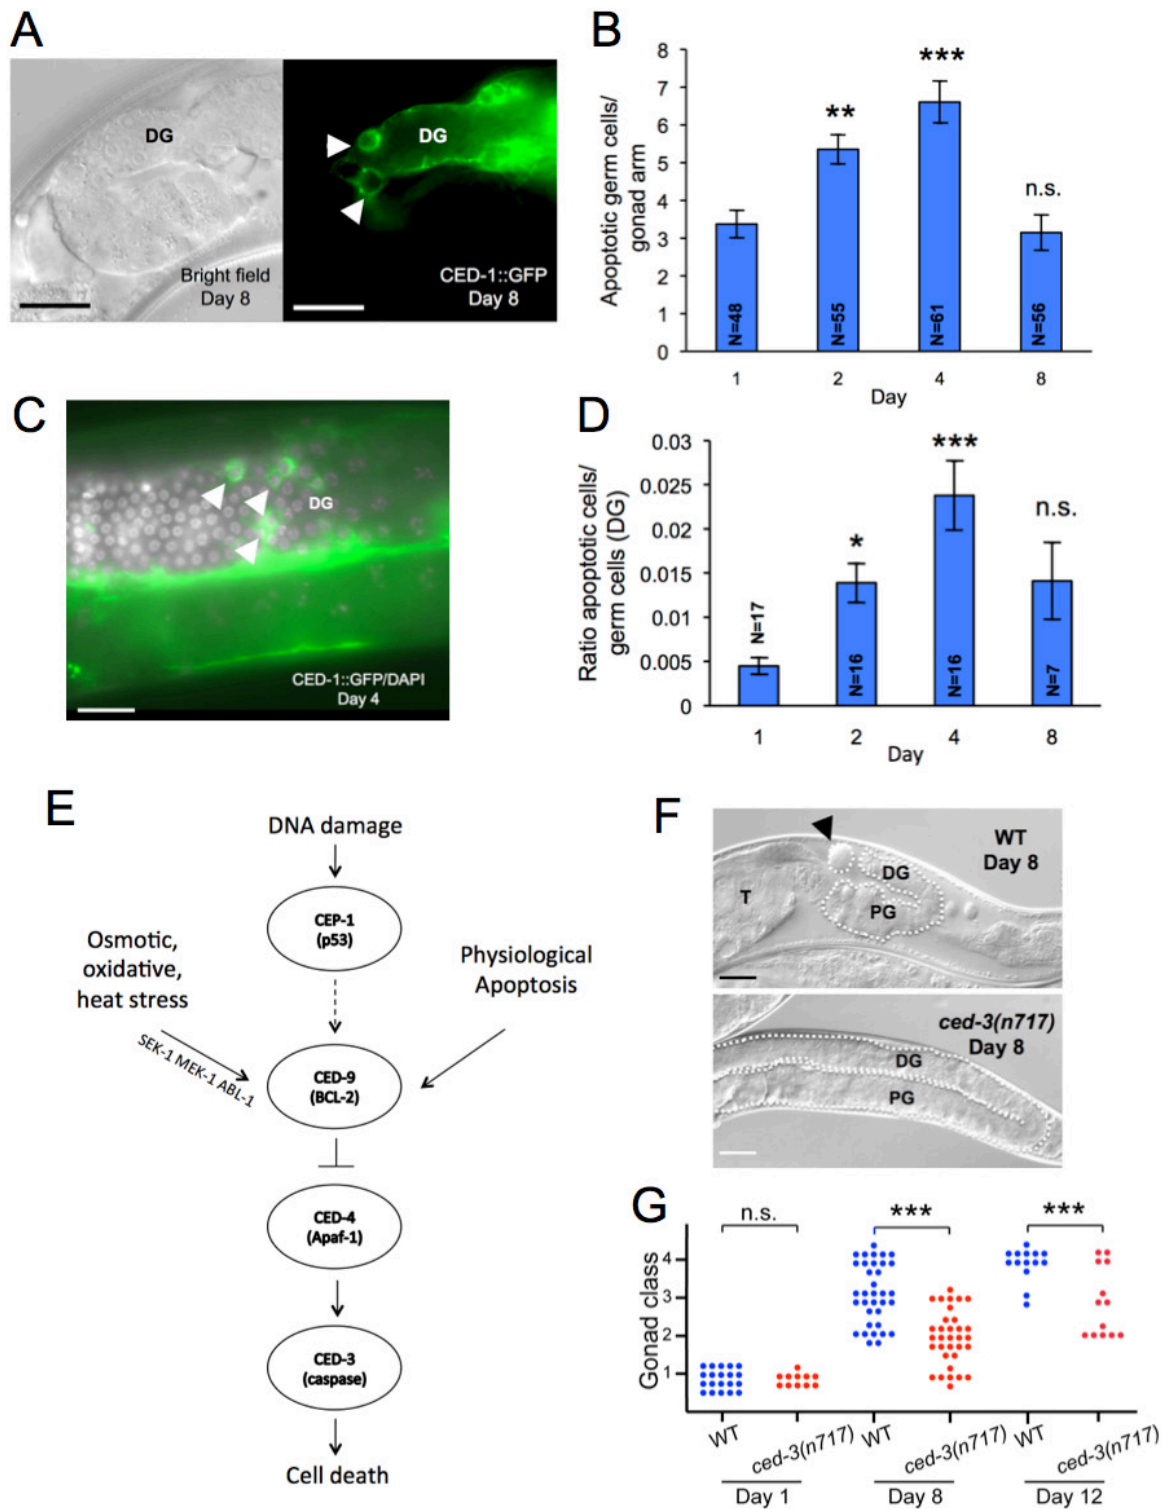 A
DG
Bright field
Day 8
DG
CED-1::GFP
Day 8
B
Apoptotic germ cells/
gonad arm
8
7
6
5
4
3
2
1
0
**
***
n.s.
N=48
N=55
N=61
N=56
1 2 4 8
Day
C
DG
CED-1::GFP/DAPI
Day 4
D
Ratio apoptotic cells/
germ cells (DG)
0.03
0.025
0.02
0.015
0.01
0.005
0
*
***
n.s.
N=17
N=16
N=16
N=7
1 2 4 8
Day
E
DNA damage
CEP-1
(p53)
Osmotic,
oxidative,
heat stress
SEK-1 MEK-1 ABL-1
Physiological
Apoptosis
CED-9
(BCL-2)
CED-4
(Apaf-1)
CED-3
(caspase)
Cell death
F
WT
Day 8
DG
PG
T
ced-3(n717)
Day 8
DG
PG
G
Gonad class
4
3
2
1
n.s.
***
***
WT ced-3(n717) WT ced-3(n717) WT ced-3(n717)
Day 1 Day 8 Day 12